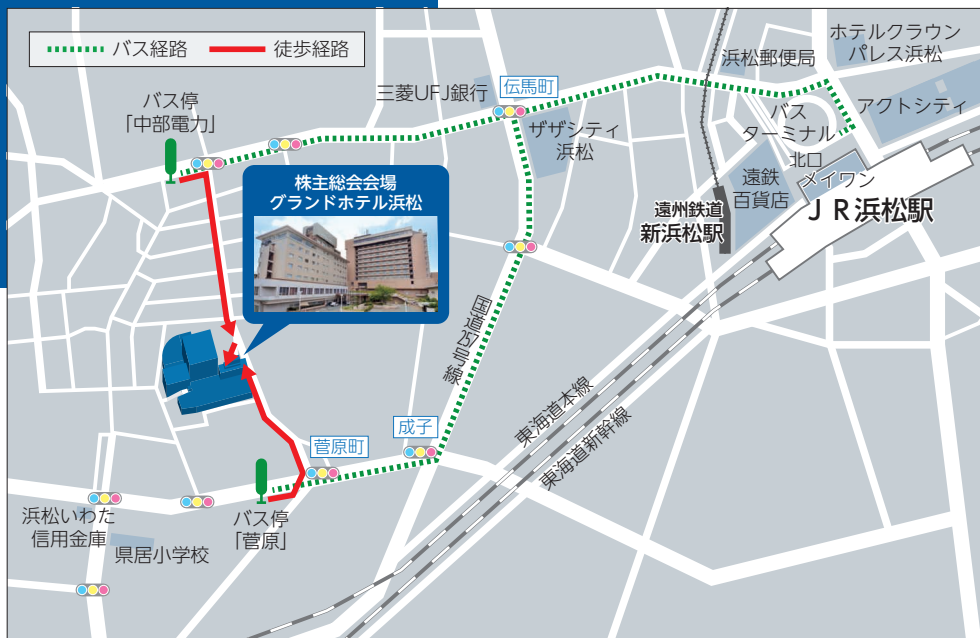 バス経路
徒歩経路
ホテルクラウン
パレス浜松
浜松郵便局
三菱UFJ銀行
伝馬町
アクトシティ
バス停
「中部電力」
バス
ターミナル
ザザシティ
浜松
北口
メイワン
遠鉄
百貨店
JR浜松駅
株主総会会場
グランドホテル浜松
遠州鉄道
新浜松駅
国道257号線
東海道本線
東海道新幹線
成子
菅原町
バス停
「菅原」
浜松いわた
信用金庫
県居小学校